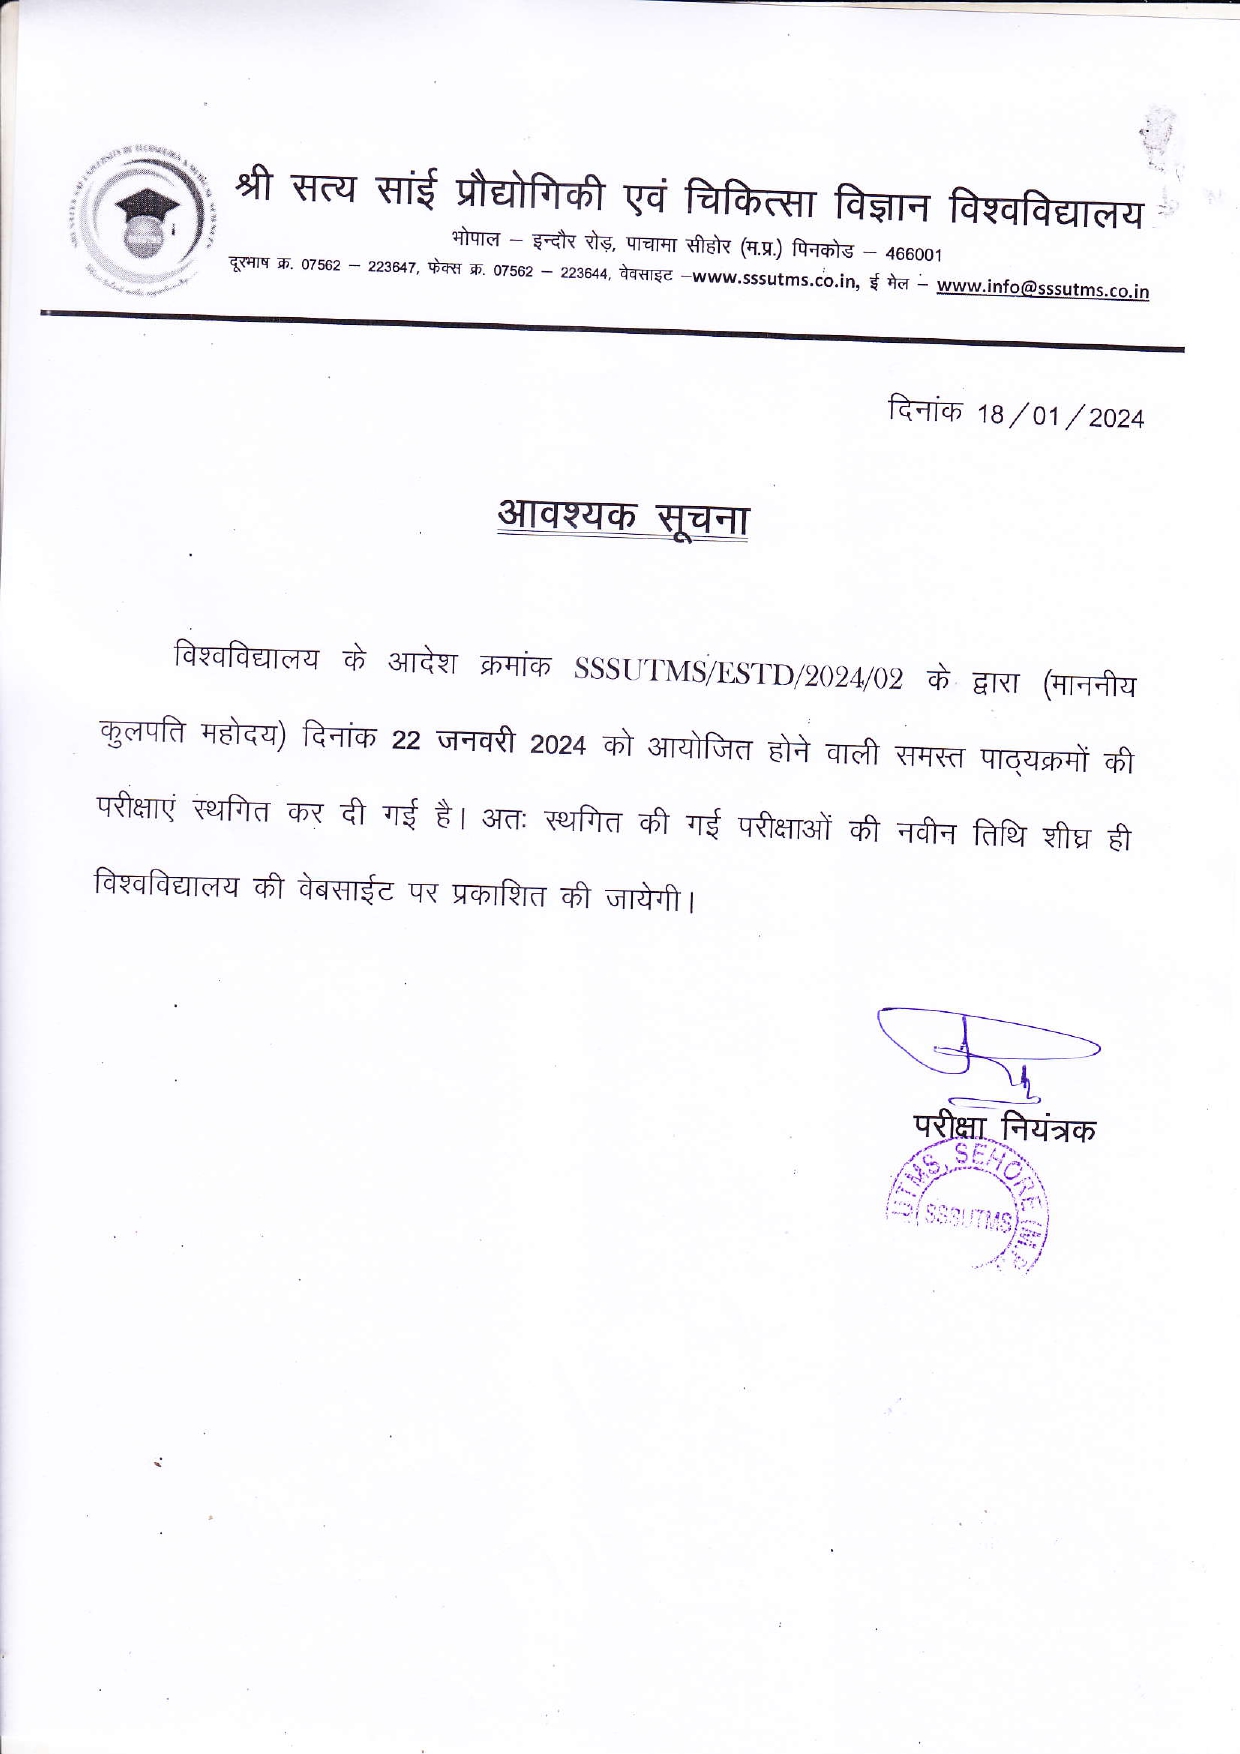 श्री सत्य सांई प्रौद्योगिकी एवं चिकित्सा विज्ञान विश्वविद्यालय
भोपाल – इन्दौर रोड़, पाचामा सीहोर (म.प्र.) पिनकोड – 466001
दूरभाष क्र. 07562 – 223647, फेक्स क्र. 07562 – 223644, वेवसाइट –www.sssutms.co.in, ई मेल – www.info@sssutms.co.in
दिनांक 18/01/2024
आवश्यक सूचना
विश्वविद्यालय के आदेश क्रमांक SSSUTMS/ESTD/2024/02 के द्वारा (माननीय
कुलपति महोदय) दिनांक 22 जनवरी 2024 को आयोजित होने वाली समस्त पाठ्यक्रमों की
परीक्षाएं स्थगित कर दी गई है। अतः स्थगित की गई परीक्षाओं की नवीन तिथि शीघ्र ही
विश्वविद्यालय की वेबसाईट पर प्रकाशित की जायेगी।
परीक्षा नियंत्रक
UTMS, SEHORE (M.P
SSSUTMS